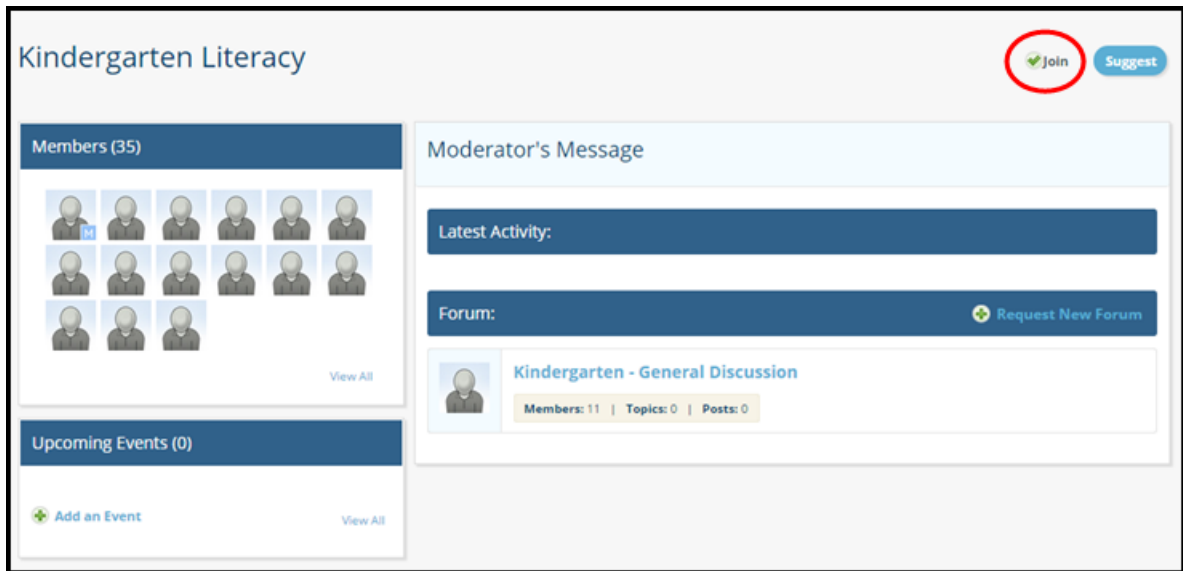 Kindergarten Literacy
Join
Suggest
Members (35)
M
View All
Upcoming Events (0)
Add an Event
View All
Moderator's Message
Latest Activity:
Forum:
Request New Forum
Kindergarten - General Discussion
Members: 11 | Topics: 0 | Posts: 0